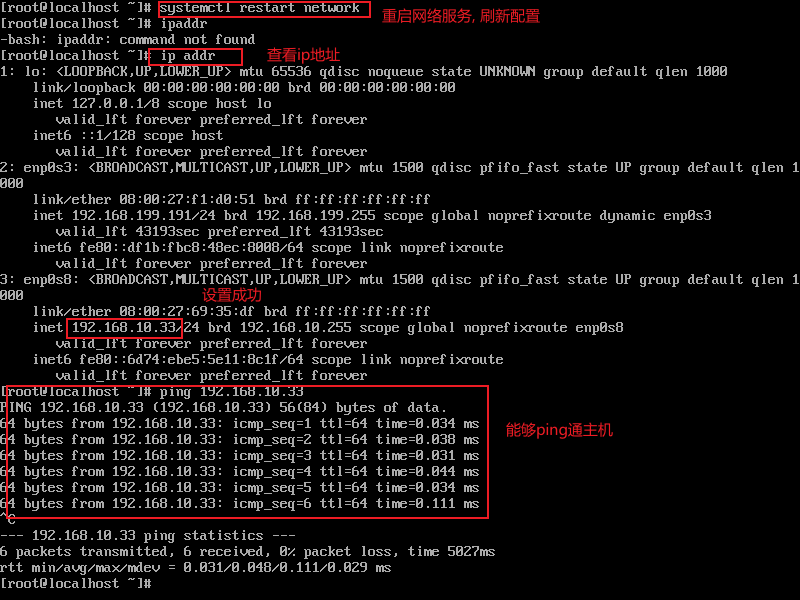 [root@localhost ~]# systemctl restart network
重启网络服务, 刷新配置
[root@localhost ~]# ipaddr
-bash: ipaddr: command not found
[root@localhost ~]# ip addr
查看ip地址
1: lo: <LOOPBACK,UP,LOWER_UP> mtu 65536 qdisc noqueue state UNKNOWN group default qlen 1000
link/loopback 00:00:00:00:00:00 brd 00:00:00:00:00:00
inet 127.0.0.1/8 scope host lo
valid_lft forever preferred_lft forever
inet6 ::1/128 scope host
valid_lft forever preferred_lft forever
2: enp0s3: <BROADCAST,MULTICAST,UP,LOWER_UP> mtu 1500 qdisc pfifo_fast state UP group default qlen 1
000
link/ether 08:00:27:f1:d0:51 brd ff:ff:ff:ff:ff:ff
inet 192.168.199.191/24 brd 192.168.199.255 scope global noprefixroute dynamic enp0s3
valid_lft 43193sec preferred_lft 43193sec
inet6 fe80::df1b:fbc8:48ec:8008/64 scope link noprefixroute
valid_lft forever preferred_lft forever
3: enp0s8: <BROADCAST,MULTICAST,UP,LOWER_UP> mtu 1500 qdisc pfifo_fast state UP group default qlen 1
000
设置成功
link/ether 08:00:27:69:35:df brd ff:ff:ff:ff:ff:ff
inet 192.168.10.33/24 brd 192.168.10.255 scope global noprefixroute enp0s8
valid_lft forever preferred_lft forever
inet6 fe80::6d74:ebe5:5e11:8c1f/64 scope link noprefixroute
valid_lft forever preferred_lft forever
[root@localhost ~]# ping 192.168.10.33
PING 192.168.10.33 (192.168.10.33) 56(84) bytes of data.
64 bytes from 192.168.10.33: icmp_seq=1 ttl=64 time=0.034 ms
64 bytes from 192.168.10.33: icmp_seq=2 ttl=64 time=0.038 ms
64 bytes from 192.168.10.33: icmp_seq=3 ttl=64 time=0.031 ms
能够ping通主机
64 bytes from 192.168.10.33: icmp_seq=4 ttl=64 time=0.044 ms
64 bytes from 192.168.10.33: icmp_seq=5 ttl=64 time=0.034 ms
64 bytes from 192.168.10.33: icmp_seq=6 ttl=64 time=0.111 ms
^C
--- 192.168.10.33 ping statistics ---
6 packets transmitted, 6 received, 0% packet loss, time 5027ms
rtt min/avg/max/mdev = 0.031/0.048/0.111/0.029 ms
[root@localhost ~]#